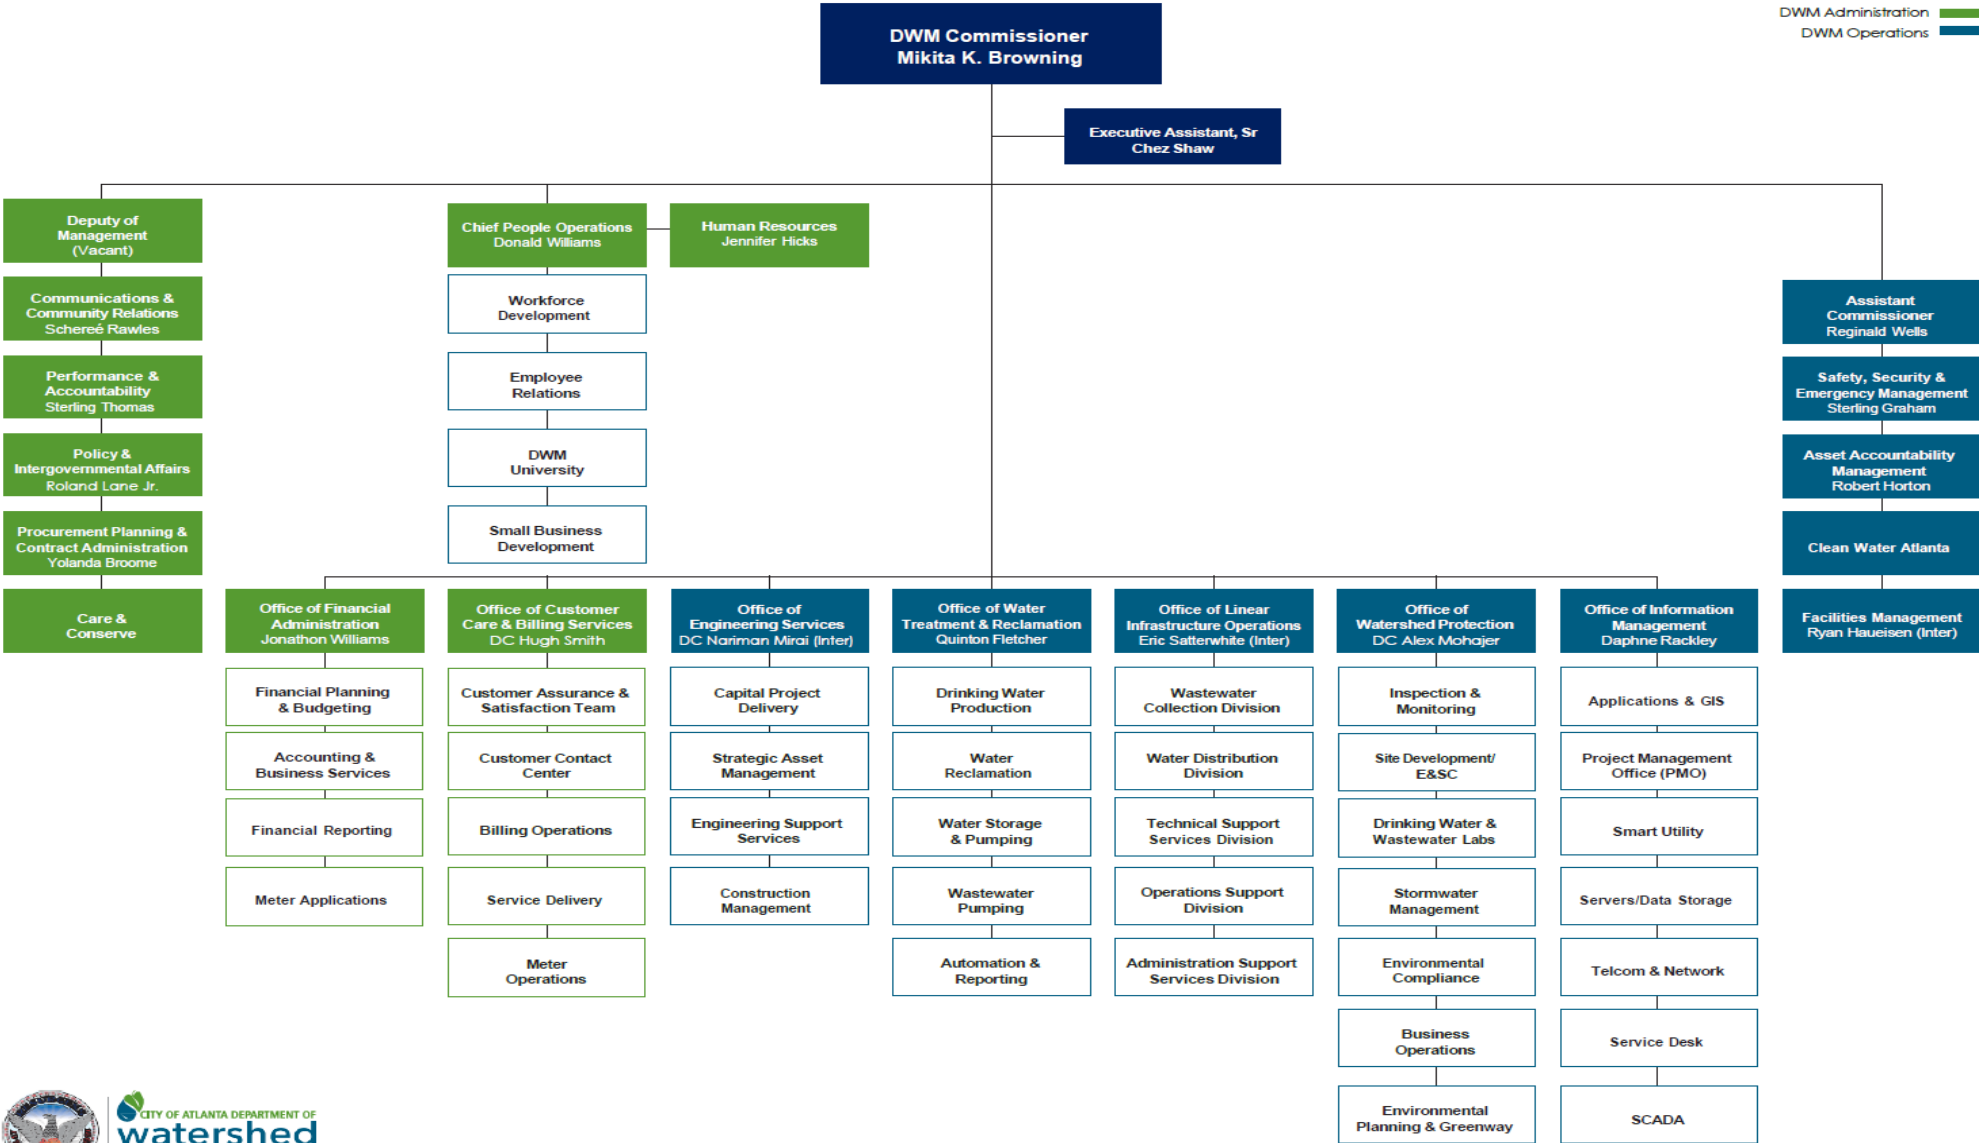 DWM Administration
DWM Operations
DWM Commissioner
Mikita K. Browning
Executive Assistant, Sr
Chez Shaw
Deputy of
Management
(Vacant)
Communications &
Community Relations
Schereé Rawles
Performance &
Accountability
Sterling Thomas
Policy &
Intergovernmental Affairs
Roland Lane Jr.
Procurement Planning &
Contract Administration
Yolanda Broome
Care &
Conserve
Chief People Operations
Donald Williams
Human Resources
Jennifer Hicks
Workforce
Development
Employee
Relations
DWM
University
Small Business
Development
Assistant
Commissioner
Reginald Wells
Safety, Security &
Emergency Management
Sterling Graham
Asset Accountability
Management
Robert Horton
Clean Water Atlanta
Facilities Management
Ryan Haueisen (Inter)
Office of Financial
Administration
Jonathon Williams
Financial Planning
& Budgeting
Accounting &
Business Services
Financial Reporting
Meter Applications
Office of Customer
Care & Billing Services
DC Hugh Smith
Customer Assurance &
Satisfaction Team
Customer Contact
Center
Billing Operations
Service Delivery
Meter
Operations
Office of
Engineering Services
DC Nariman Mirai (Inter)
Capital Project
Delivery
Strategic Asset
Management
Engineering Support
Services
Construction
Management
Office of Water
Treatment & Reclamation
Quinton Fletcher
Drinking Water
Production
Water
Reclamation
Water Storage
& Pumping
Wastewater
Pumping
Automation &
Reporting
Office of Linear
Infrastructure Operations
Eric Satterwhite (Inter)
Wastewater
Collection Division
Water Distribution
Division
Technical Support
Services Division
Operations Support
Division
Administration Support
Services Division
Office of
Watershed Protection
DC Alex Mohajer
Inspection &
Monitoring
Site Development/
E&SC
Drinking Water &
Wastewater Labs
Stormwater
Management
Environmental
Compliance
Business
Operations
Environmental
Planning & Greenway
Office of Information
Management
Daphne Rackley
Applications & GIS
Project Management
Office (PMO)
Smart Utility
Servers/Data Storage
Telcom & Network
Service Desk
SCADA
CITY OF ATLANTA DEPARTMENT OF
watershed